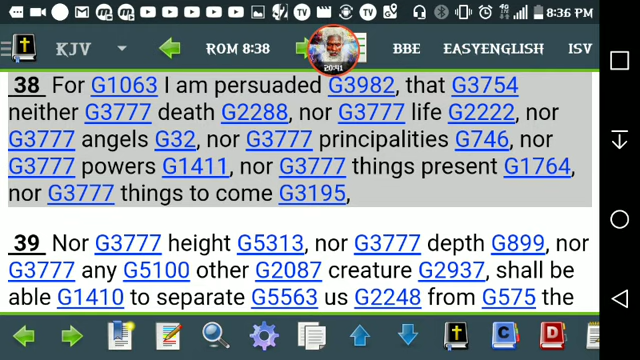 4G 8:36 PM
KJV ROM 8:38 BBE EASYENGLISH ISV
20:41
38 For G1063 I am persuaded G3982, that G3754
neither G3777 death G2288, nor G3777 life G2222, nor
G3777 angels G32, nor G3777 principalities G746, nor
G3777 powers G1411, nor G3777 things present G1764,
nor G3777 things to come G3195,
39 Nor G3777 height G5313, nor G3777 depth G899, nor
G3777 any G5100 other G2087 creature G2937, shall be
able G1410 to separate G5563 us G2248 from G575 the
C D